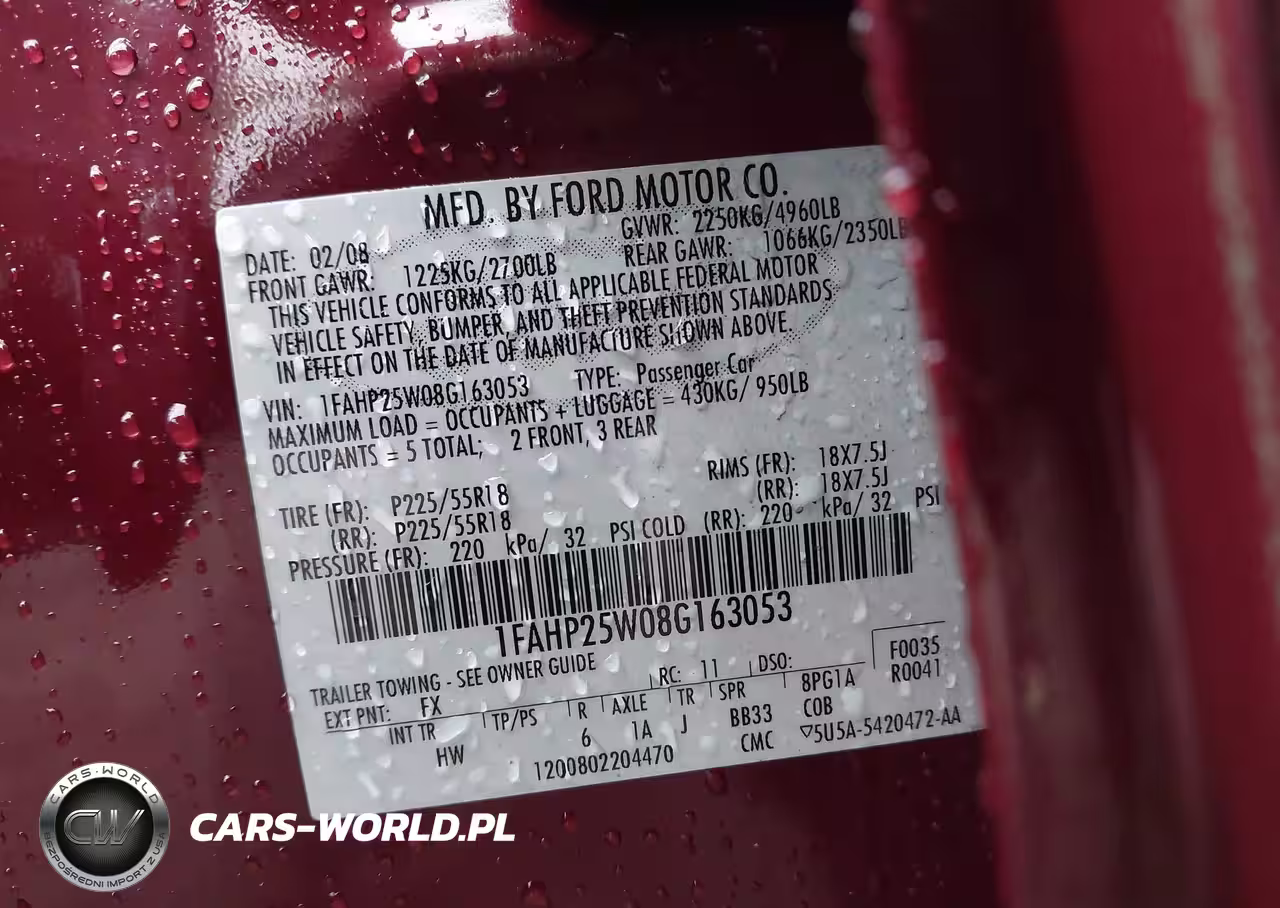 MFD. BY FORD MOTOR CO.
DATE: 02/08 GVWR: 2250KG/4960LB
FRONT GAWR: 1225KG/2700LB REAR GAWR: 1066KG/2350LB
THIS VEHICLE CONFORMS TO ALL APPLICABLE FEDERAL MOTOR
VEHICLE SAFETY, BUMPER, AND THEFT PREVENTION STANDARDS
IN EFFECT ON THE DATE OF MANUFACTURE SHOWN ABOVE.
VIN: 1FAHP25W08G163053 TYPE: Passenger Car
MAXIMUM LOAD = OCCUPANTS + LUGGAGE = 430KG/ 950LB
OCCUPANTS = 5 TOTAL; 2 FRONT, 3 REAR
TIRE (FR): P225/55R18 RIMS (FR): 18X7.5J
(RR): P225/55R18 (RR): 18X7.5J
PRESSURE (FR): 220 kPa/ 32 PSI COLD (RR): 220 kPa/ 32 PSI
1FAHP25W08G163053
TRAILER TOWING - SEE OWNER GUIDE F0035
EXT PNT: FX RC: 11 DSO: R0041
INT TR TP/PS R AXLE TR SPR 8PG1A
HW 6 1A J BB33 COB
1200802204470 CMC ▽5U5A-5420472-AA
CARS-WORLD
CW
BEZPOŚREDNI IMPORT Z USA
CARS-WORLD.PL